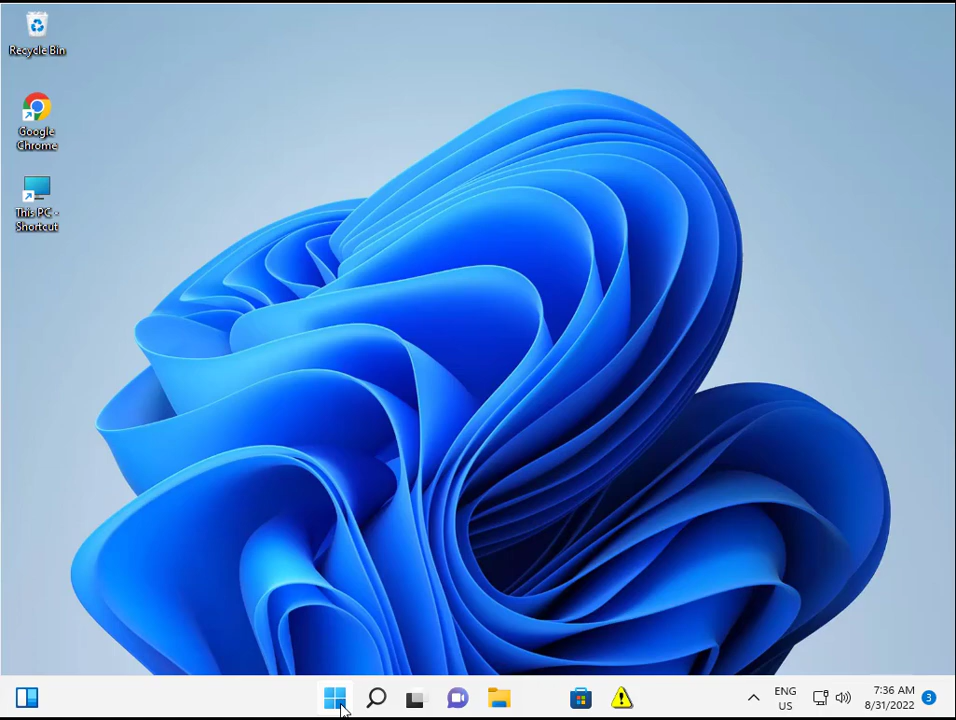 Recycle Bin
Google
Chrome
This PC -
Shortcut
ENG
US
7:36 AM
8/31/2022
3